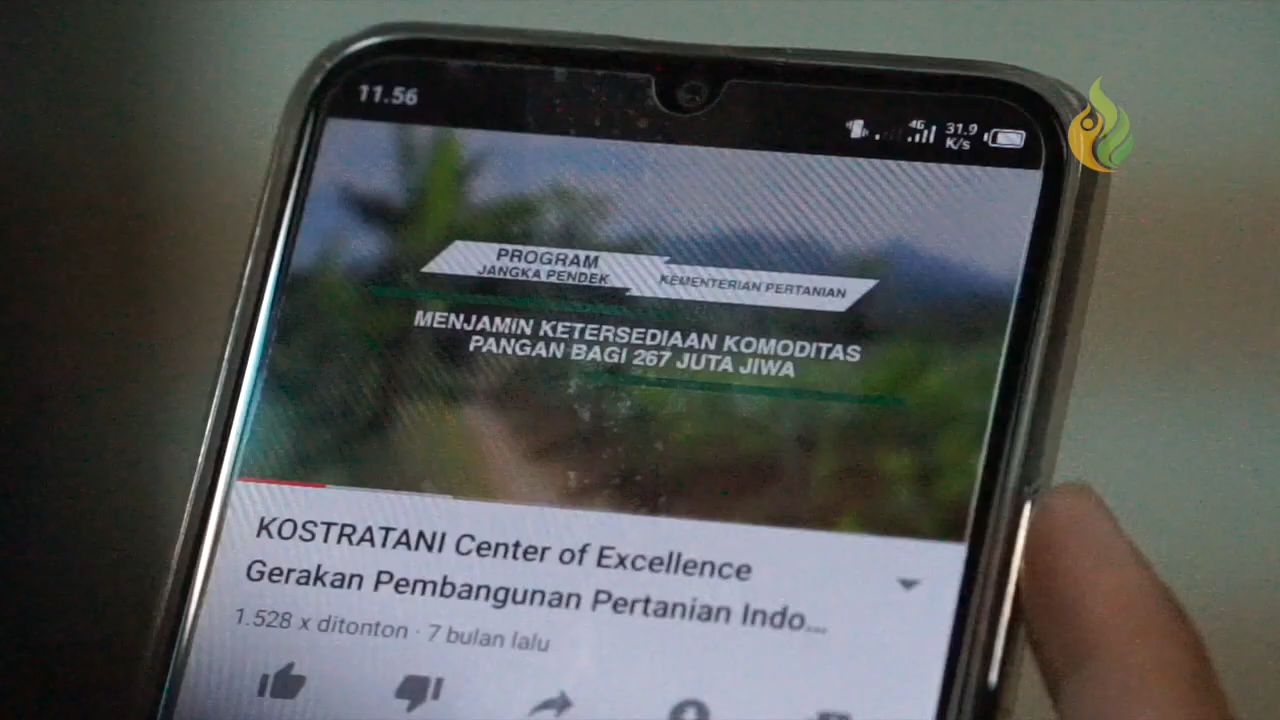 11.56
4G
31.9
K/s
PROGRAM
JANGKA PENDEK
KEMENTERIAN PERTANIAN
MENJAMIN KETERSEDIAAN KOMODITAS
PANGAN BAGI 267 JUTA JIWA
KOSTRATANI Center of Excellence
Gerakan Pembangunan Pertanian Indo...
1.528 x ditonton · 7 bulan lalu